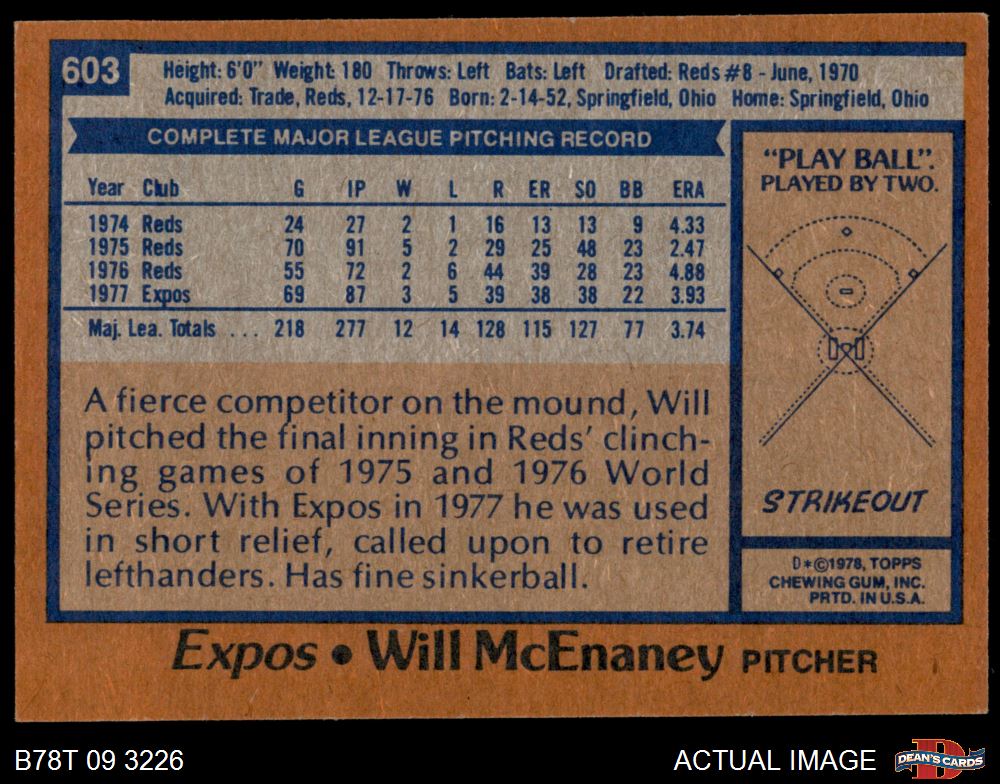 603
Height: 6'0" Weight: 180 Throws: Left Bats: Left Drafted: Reds #8 - June, 1970
Acquired: Trade, Reds, 12-17-76 Born: 2-14-52, Springfield, Ohio Home: Springfield, Ohio
COMPLETE MAJOR LEAGUE PITCHING RECORD
Year Club G IP W L R ER SO BB ERA
1974 Reds 24 27 2 1 16 13 13 9 4.33
1975 Reds 70 91 5 2 29 25 48 23 2.47
1976 Reds 55 72 2 6 44 39 28 23 4.88
1977 Expos 69 87 3 5 39 38 38 22 3.93
Maj. Lea. Totals ... 218 277 12 14 128 115 127 77 3.74
A fierce competitor on the mound, Will
pitched the final inning in Reds' clinch-
ing games of 1975 and 1976 World
Series. With Expos in 1977 he was used
in short relief, called upon to retire
lefthanders. Has fine sinkerball.
"PLAY BALL".
PLAYED BY TWO.
STRIKEOUT
D*©1978, TOPPS
CHEWING GUM, INC.
PRTD. IN U.S.A.
Expos • Will McEnaney PITCHER
B78T 09 3226
ACTUAL IMAGE
DEAN'S CARDS